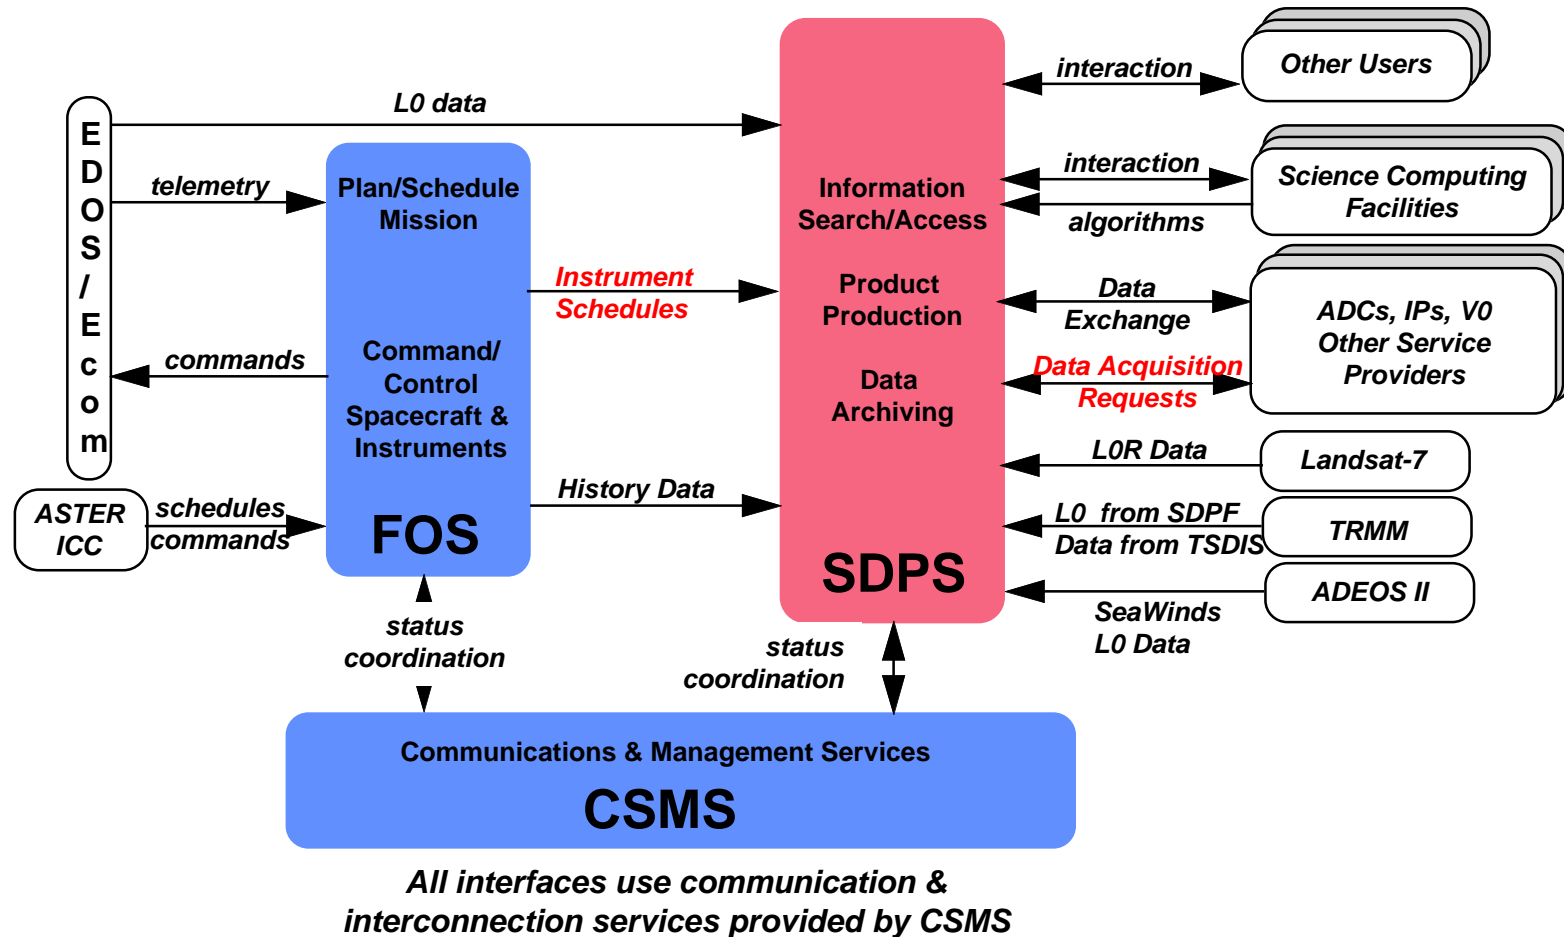 EDOS/Ecom
L0 data
telemetry
commands
ASTER
ICC
schedules
commands
Plan/Schedule
Mission
Command/
Control
Spacecraft &
Instruments
FOS
Instrument
Schedules
History Data
Information
Search/Access
Product
Production
Data
Archiving
SDPS
interaction
Other Users
interaction
algorithms
Science Computing
Facilities
Data
Exchange
Data Acquisition
Requests
ADCs, IPs, V0
Other Service
Providers
L0R Data
Landsat-7
L0 from SDPF
Data from TSDIS
TRMM
SeaWinds
L0 Data
ADEOS II
status
coordination
status
coordination
Communications & Management Services
CSMS
All interfaces use communication &
interconnection services provided by CSMS